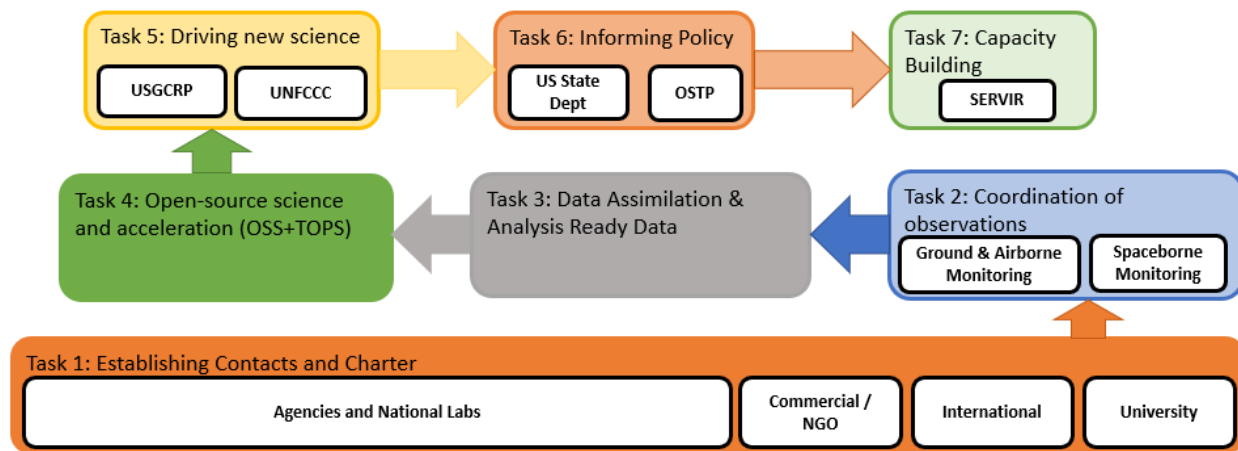 Task 5: Driving new science
USGCRP
UNFCCC
Task 6: Informing Policy
US State
Dept
OSTP
Task 7: Capacity
Building
SERVIR
Task 4: Open-source science
and acceleration (OSS+TOPS)
Task 3: Data Assimilation &
Analysis Ready Data
Task 2: Coordination of
observations
Ground & Airborne
Monitoring
Spaceborne
Monitoring
Task 1: Establishing Contacts and Charter
Agencies and National Labs
Commercial /
NGO
International
University